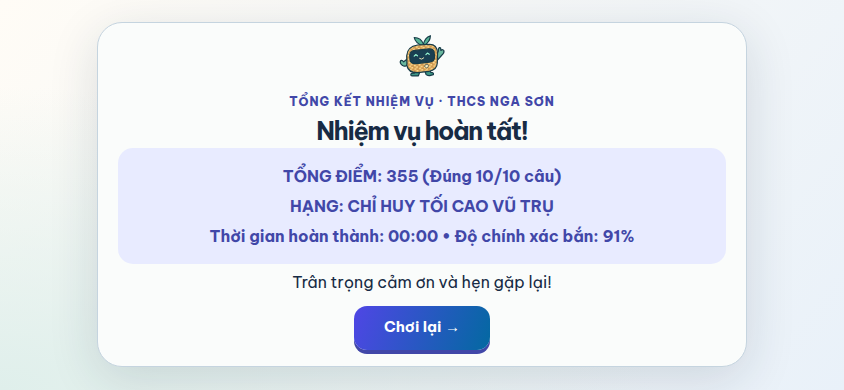 TỔNG KẾT NHIỆM VỤ · THCS NGA SƠN
Nhiệm vụ hoàn tất!
TỔNG ĐIỂM: 355 (Đúng 10/10 câu)
HẠNG: CHỈ HUY TỐI CAO VŨ TRỤ
Thời gian hoàn thành: 00:00 • Độ chính xác bắn: 91%
Trân trọng cảm ơn và hẹn gặp lại!
Chơi lại →